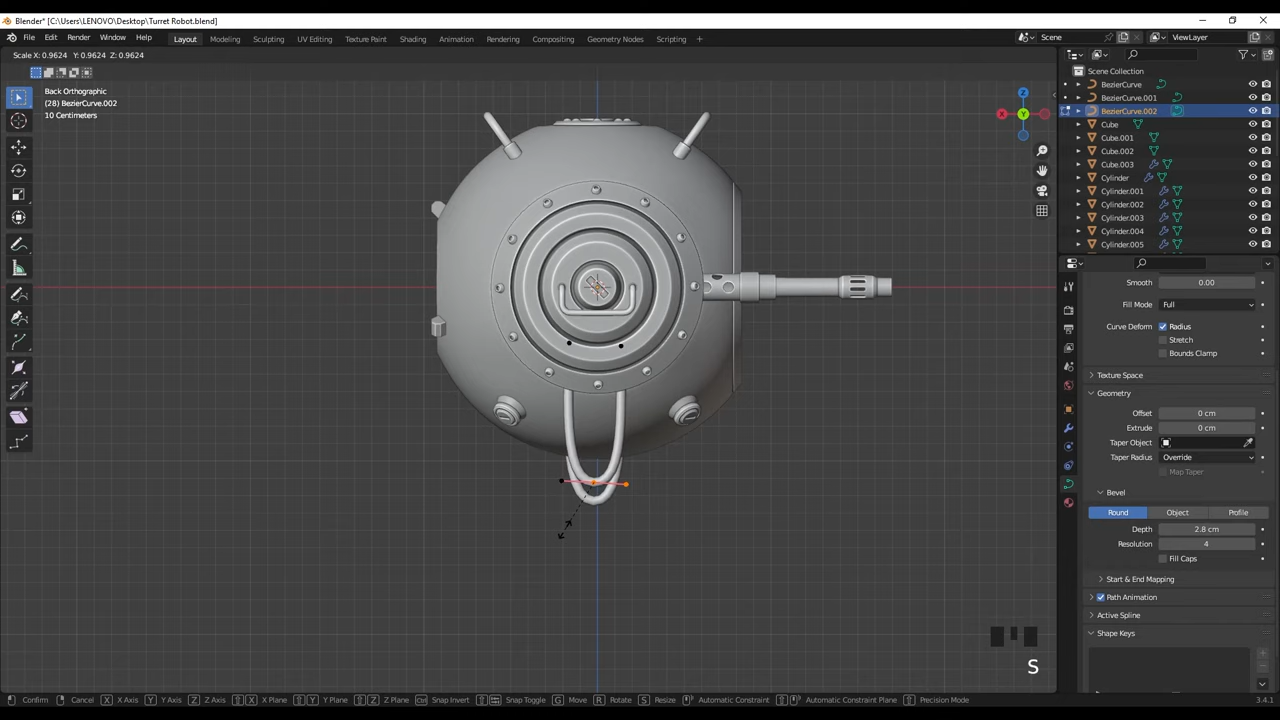 Blender* [C:\Users\LENOVO\Desktop\Turret Robot.blend]
File Edit Render Window Help Layout Modeling Sculpting UV Editing Texture Paint Shading Animation Rendering Compositing Geometry Nodes Scripting Scene ViewLayer
Scale X: 0.9624 Y: 0.9624 Z: 0.9624
Back Orthographic
(28) BezierCurve.002
10 Centimeters
Z
X
Y
Scene Collection
BezierCurve
BezierCurve.001
BezierCurve.002
Cube
Cube.001
Cube.002
Cube.003
Cylinder
Cylinder.001
Cylinder.002
Cylinder.003
Cylinder.004
Cylinder.005
Smooth 0.00
Fill Mode Full
Curve Deform Radius
Stretch
Bounds Clamp
Texture Space
Geometry
Offset 0 cm
Extrude 0 cm
Taper Object
Taper Radius Override
Map Taper
Bevel
Round Object Profile
Depth 2.8 cm
Resolution 4
Fill Caps
Start & End Mapping
Path Animation
Active Spline
Shape Keys
S
Confirm Cancel X X Axis Y Y Axis Z Z Axis X X Plane Y Y Plane Z Z Plane Ctrl Snap Invert Snap Toggle G Move R Rotate S Resize Automatic Constraint Automatic Constraint Plane Precision Mode 3.4.1